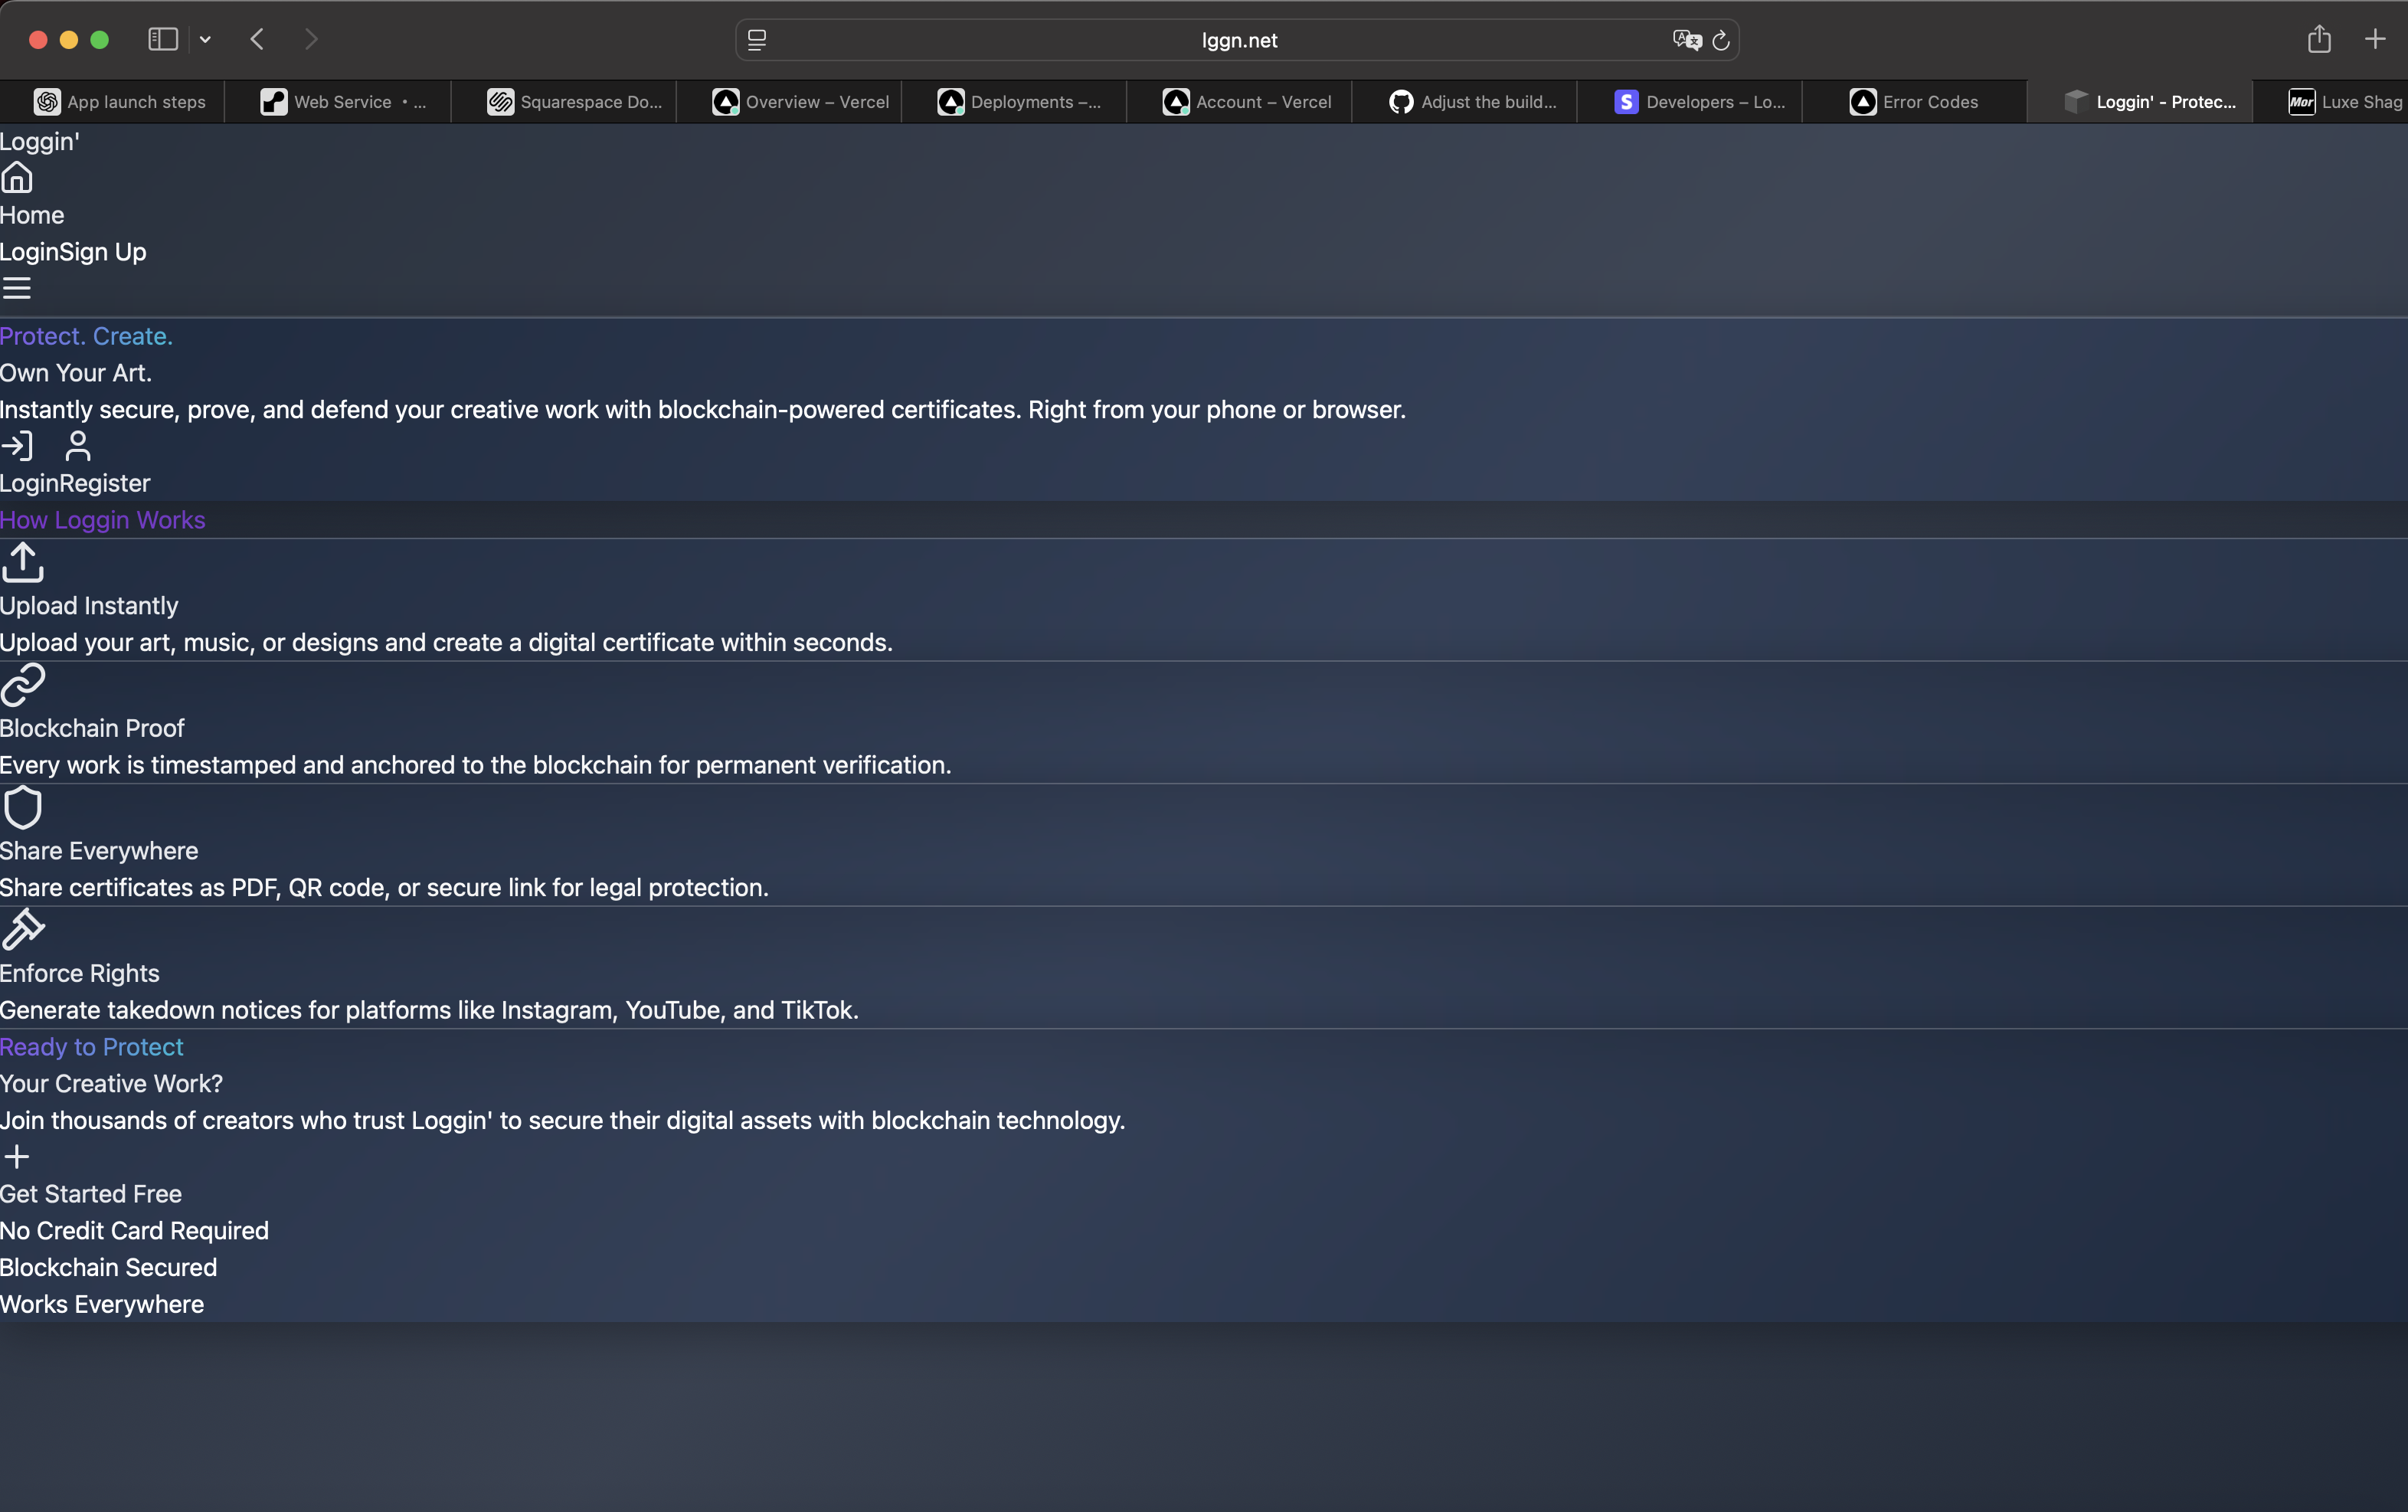 lggn.net
App launch steps
Web Service • ...
Squarespace Do...
Overview – Vercel
Deployments –...
Account – Vercel
Adjust the build...
S Developers – Lo...
Error Codes
Loggin' - Protec...
Mor Luxe Shag
Loggin'
Home
LoginSign Up
Protect. Create.
Own Your Art.
Instantly secure, prove, and defend your creative work with blockchain-powered certificates. Right from your phone or browser.
LoginRegister
How Loggin Works
Upload Instantly
Upload your art, music, or designs and create a digital certificate within seconds.
Blockchain Proof
Every work is timestamped and anchored to the blockchain for permanent verification.
Share Everywhere
Share certificates as PDF, QR code, or secure link for legal protection.
Enforce Rights
Generate takedown notices for platforms like Instagram, YouTube, and TikTok.
Ready to Protect
Your Creative Work?
Join thousands of creators who trust Loggin' to secure their digital assets with blockchain technology.
Get Started Free
No Credit Card Required
Blockchain Secured
Works Everywhere